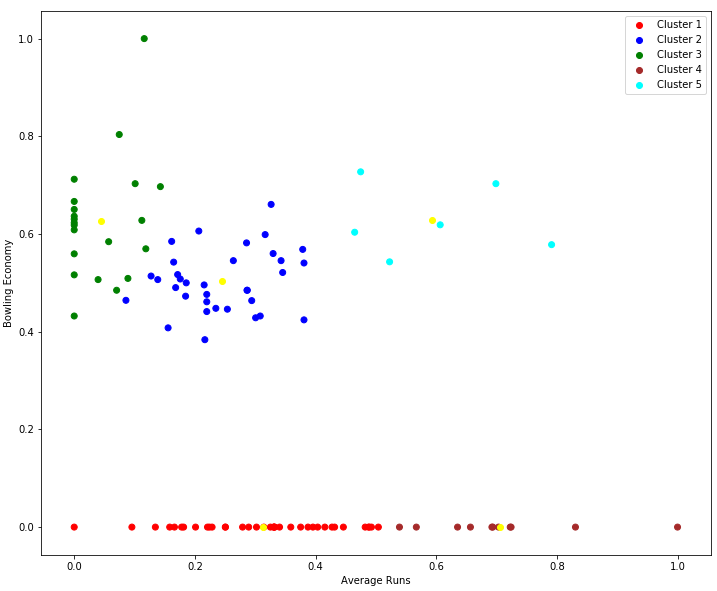 Cluster 1
Cluster 2
Cluster 3
Cluster 4
Cluster 5
1.0
0.8
0.6
0.4
0.2
0.0
Bowling Economy
0.0 0.2 0.4 0.6 0.8 1.0
Average Runs